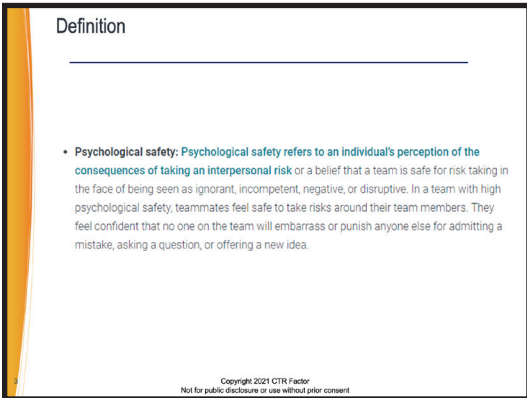 Definition
• Psychological safety: Psychological safety refers to an individual's perception of the
consequences of taking an interpersonal risk or a belief that a team is safe for risk taking in
the face of being seen as ignorant, incompetent, negative, or disruptive. In a team with high
psychological safety, teammates feel safe to take risks around their team members. They
feel confident that no one on the team will embarrass or punish anyone else for admitting a
mistake, asking a question, or offering a new idea.
3
Copyright 2021 CTR Factor
Not for public disclosure or use without prior consent